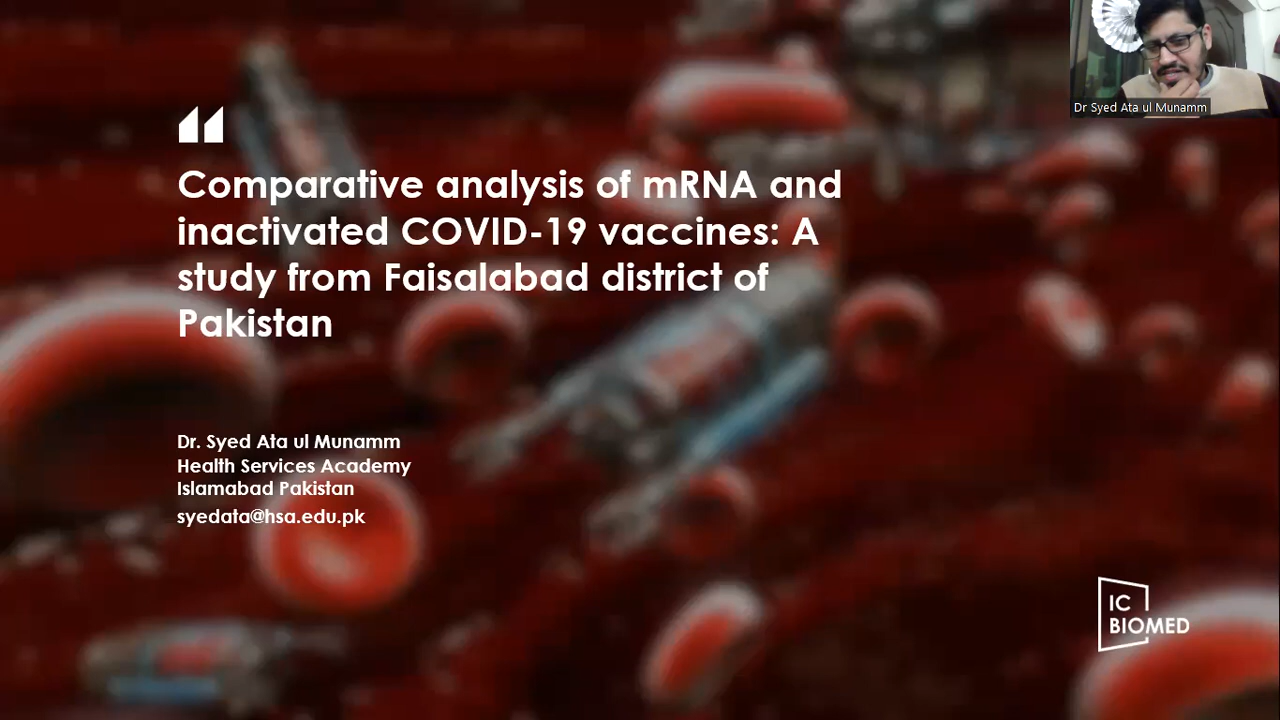 Dr Syed Ata ul Munamm
Comparative analysis of mRNA and
inactivated COVID-19 vaccines: A
study from Faisalabad district of
Pakistan
Dr. Syed Ata ul Munamm
Health Services Academy
Islamabad Pakistan
syedata@hsa.edu.pk
IC
BIOMED